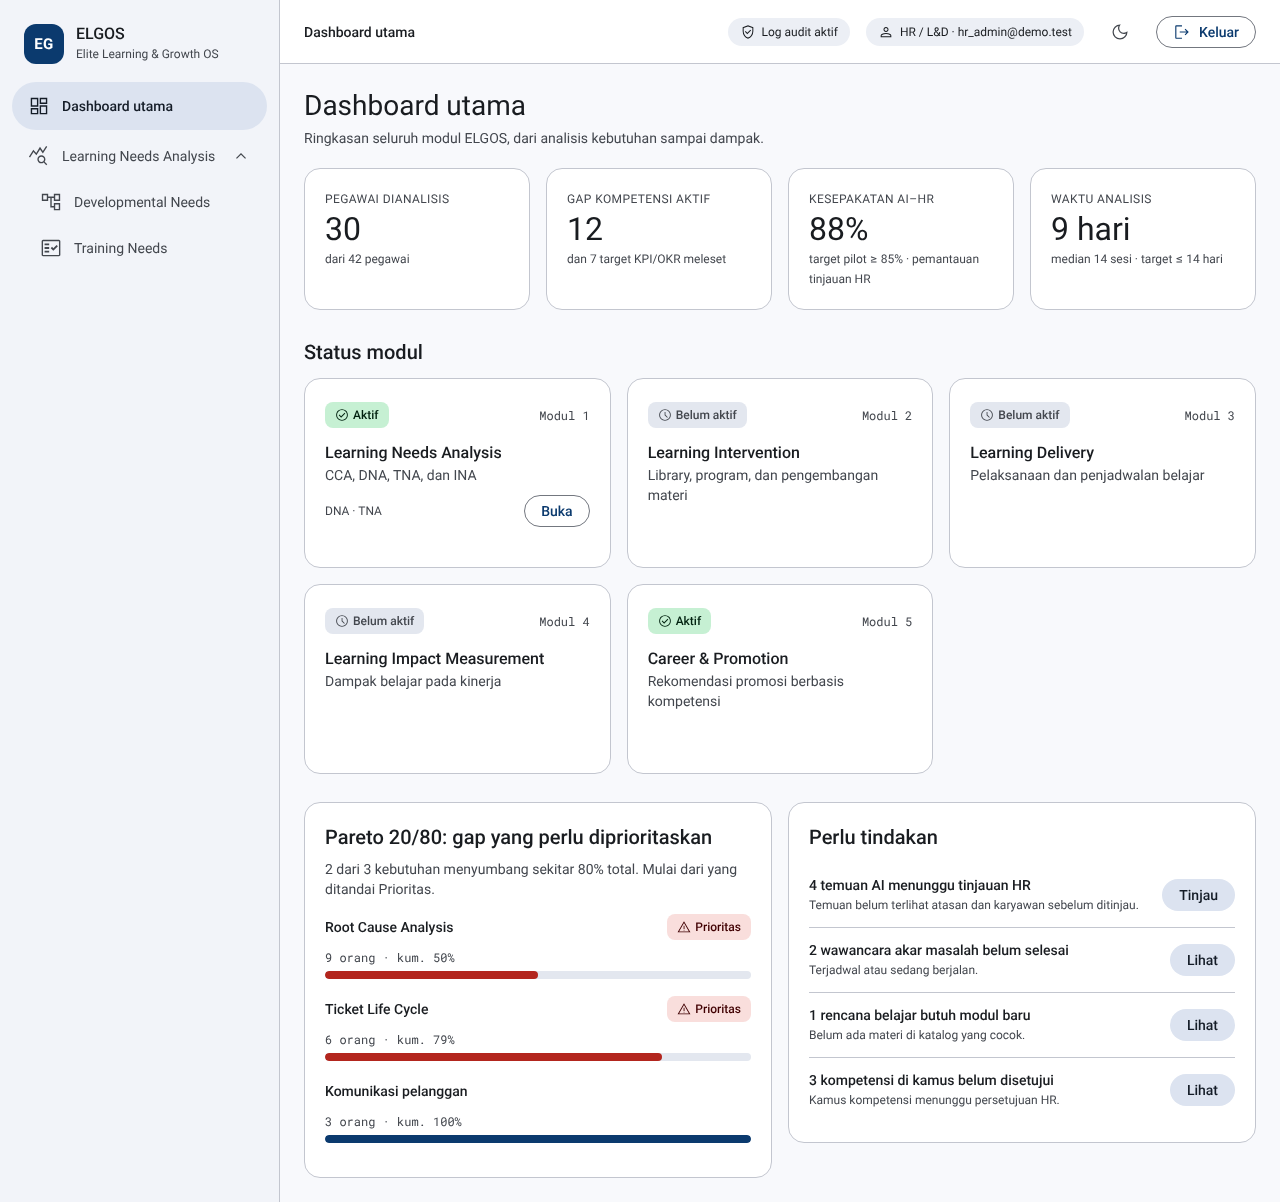 EG
ELGOS
Elite Learning & Growth OS
Dashboard utama
Learning Needs Analysis
Developmental Needs
Training Needs
Dashboard utama
Log audit aktif
HR / L&D · hr_admin@demo.test
Keluar
Dashboard utama
Ringkasan seluruh modul ELGOS, dari analisis kebutuhan sampai dampak.
PEGAWAI DIANALISIS
30
dari 42 pegawai
GAP KOMPETENSI AKTIF
12
dan 7 target KPI/OKR meleset
KESEPAKATAN AI–HR
88%
target pilot ≥ 85% · pemantauan
tinjauan HR
WAKTU ANALISIS
9 hari
median 14 sesi · target ≤ 14 hari
Status modul
Aktif
Modul 1
Learning Needs Analysis
CCA, DNA, TNA, dan INA
DNA · TNA
Buka
Belum aktif
Modul 2
Learning Intervention
Library, program, dan pengembangan
materi
Belum aktif
Modul 3
Learning Delivery
Pelaksanaan dan penjadwalan belajar
Belum aktif
Modul 4
Learning Impact Measurement
Dampak belajar pada kinerja
Aktif
Modul 5
Career & Promotion
Rekomendasi promosi berbasis
kompetensi
Pareto 20/80: gap yang perlu diprioritaskan
2 dari 3 kebutuhan menyumbang sekitar 80% total. Mulai dari yang
ditandai Prioritas.
Root Cause Analysis
Prioritas
9 orang · kum. 50%
Ticket Life Cycle
Prioritas
6 orang · kum. 79%
Komunikasi pelanggan
3 orang · kum. 100%
Perlu tindakan
4 temuan AI menunggu tinjauan HR
Temuan belum terlihat atasan dan karyawan sebelum ditinjau.
Tinjau
2 wawancara akar masalah belum selesai
Terjadwal atau sedang berjalan.
Lihat
1 rencana belajar butuh modul baru
Belum ada materi di katalog yang cocok.
Lihat
3 kompetensi di kamus belum disetujui
Kamus kompetensi menunggu persetujuan HR.
Lihat